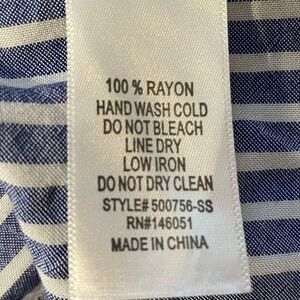 100 % RAYON
HAND WASH COLD
DO NOT BLEACH
LINE DRY
LOW IRON
DO NOT DRY CLEAN
STYLE# 500756-SS
RN#146051
MADE IN CHINA